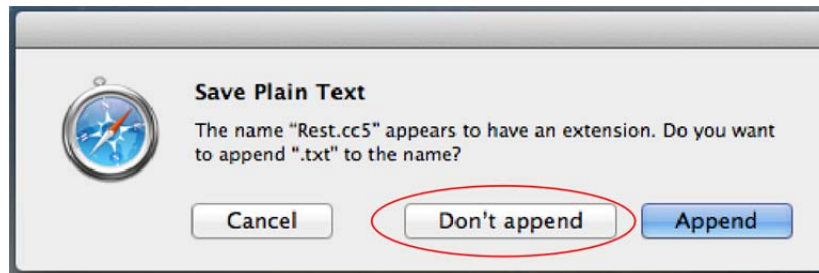 Save Plain Text
The name “Rest.cc5” appears to have an extension. Do you want
to append ".txt" to the name?
Cancel
Don't append
Append